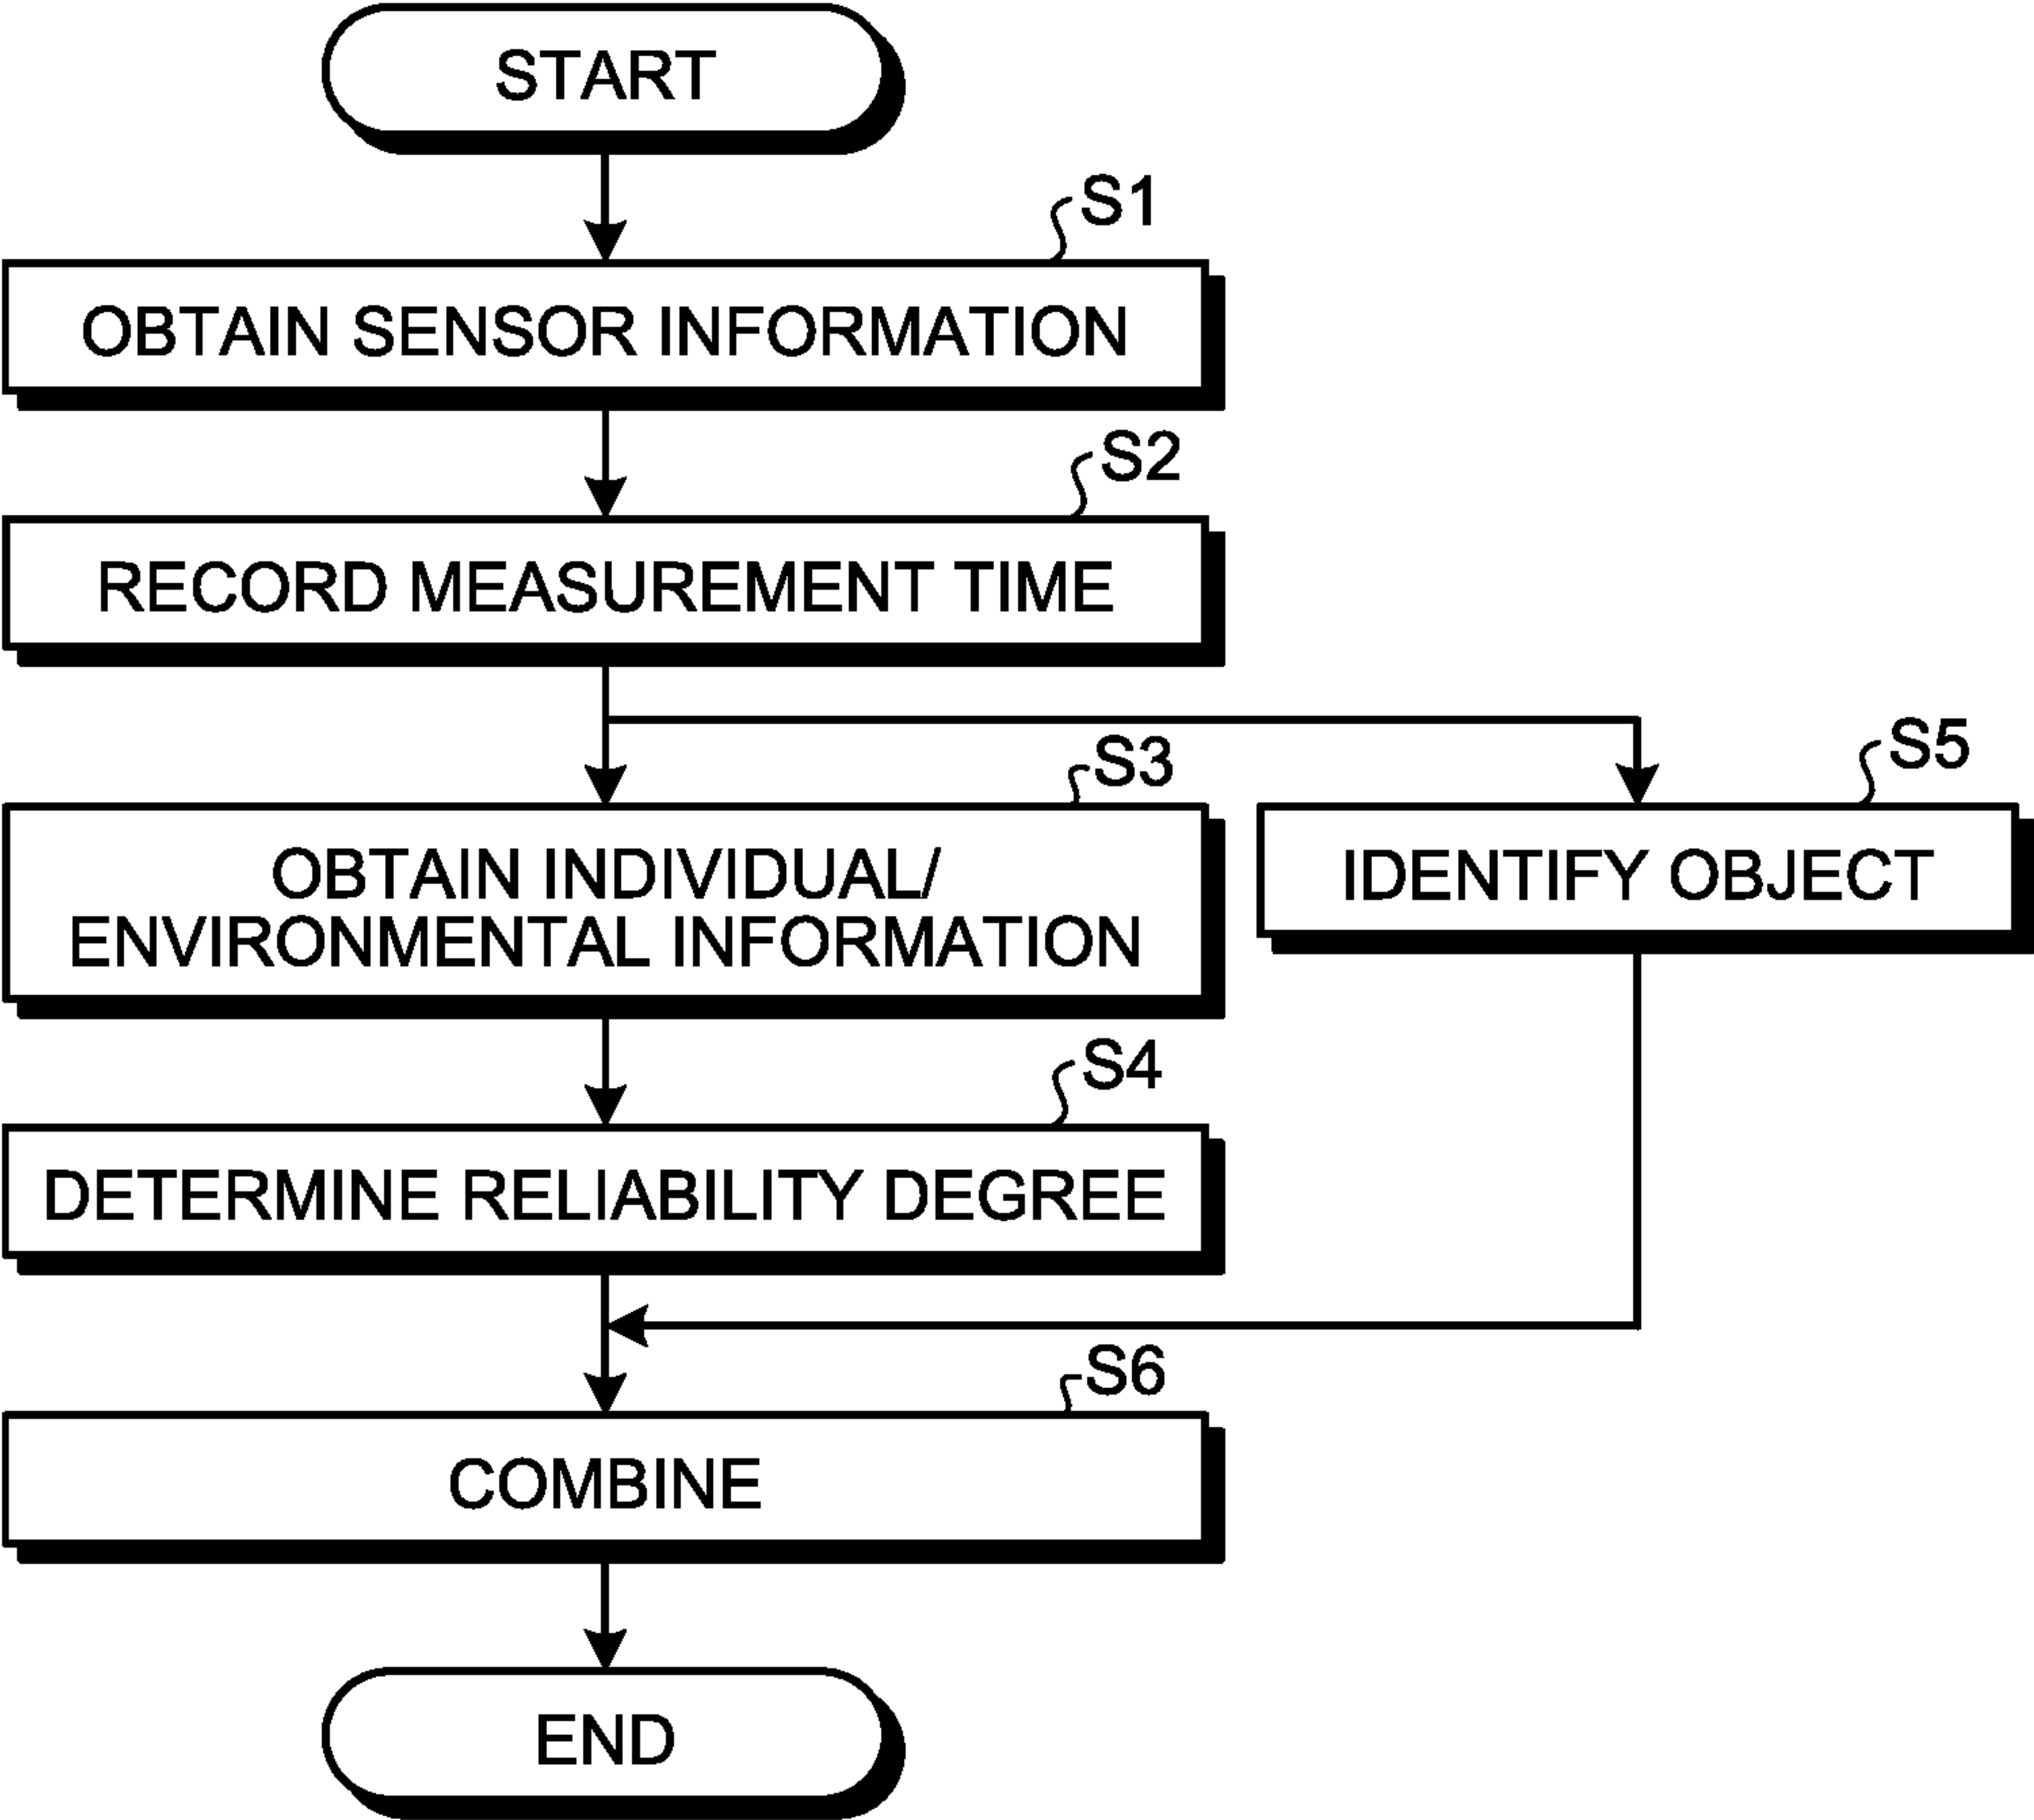 START
S1
OBTAIN SENSOR INFORMATION
S2
RECORD MEASUREMENT TIME
S3
OBTAIN INDIVIDUAL/
ENVIRONMENTAL INFORMATION
S5
IDENTIFY OBJECT
S4
DETERMINE RELIABILITY DEGREE
S6
COMBINE
END